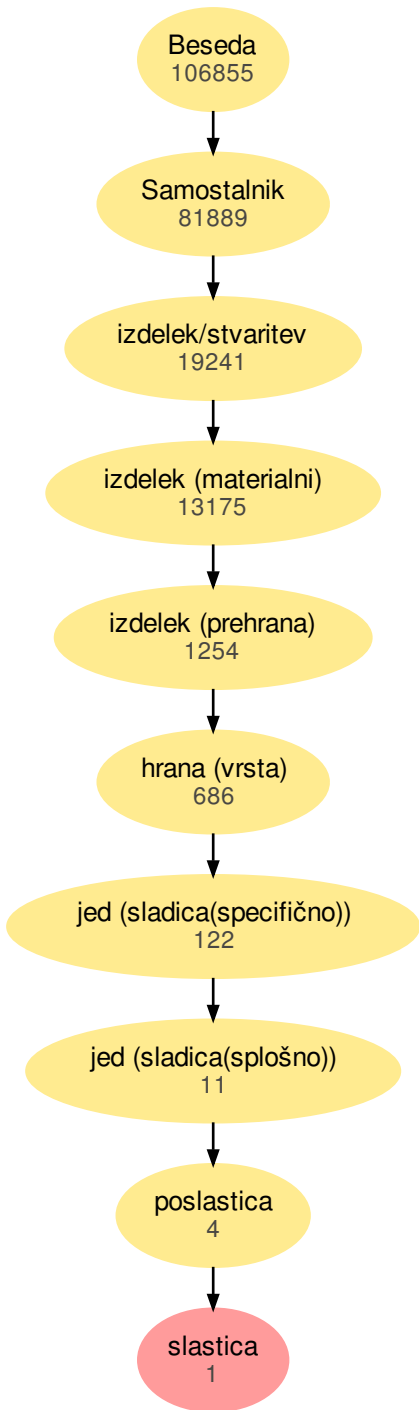 Beseda
106855
Samostalnik
81889
izdelek/stvaritev
19241
izdelek (materialni)
13175
izdelek (prehrana)
1254
hrana (vrsta)
686
jed (sladica(specifično))
122
jed (sladica(splošno))
11
poslastica
4
slastica
1